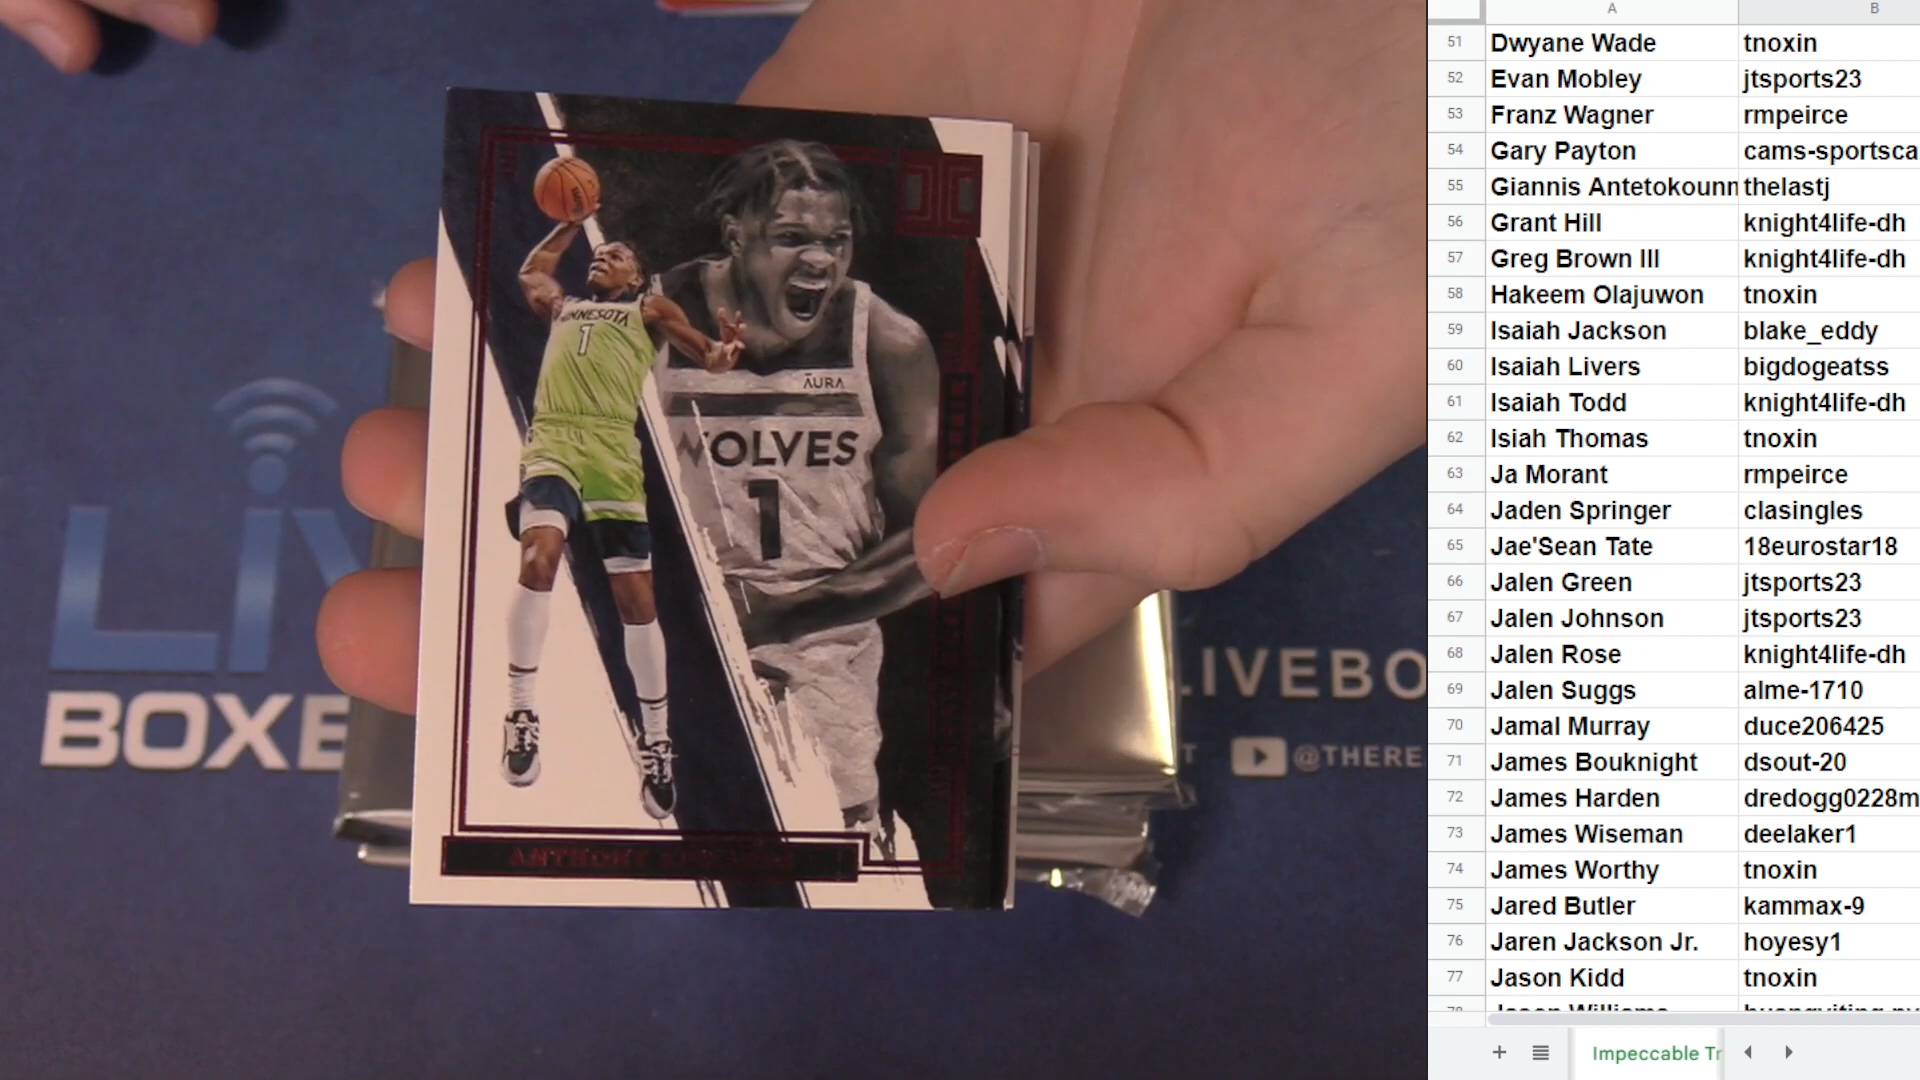 A B
51 Dwyane Wade tnoxin
52 Evan Mobley jtsports23
53 Franz Wagner rmpeirce
54 Gary Payton cams-sportsca
55 Giannis Antetokounn thelastj
56 Grant Hill knight4life-dh
57 Greg Brown III knight4life-dh
58 Hakeem Olajuwon tnoxin
59 Isaiah Jackson blake_eddy
60 Isaiah Livers bigdogeatss
61 Isaiah Todd knight4life-dh
62 Isiah Thomas tnoxin
63 Ja Morant rmpeirce
64 Jaden Springer clasingles
65 Jae'Sean Tate 18eurostar18
66 Jalen Green jtsports23
67 Jalen Johnson jtsports23
68 Jalen Rose knight4life-dh
69 Jalen Suggs alme-1710
70 Jamal Murray duce206425
71 James Bouknight dsout-20
72 James Harden dredogg0228m
73 James Wiseman deelaker1
74 James Worthy tnoxin
75 Jared Butler kammax-9
76 Jaren Jackson Jr. hoyesy1
77 Jason Kidd tnoxin
Impeccable Tr
MINNESOTA
1
ĀURA
WOLVES
1
ANTHONY
LIV
BOXE
LIVEBO
T @THERE